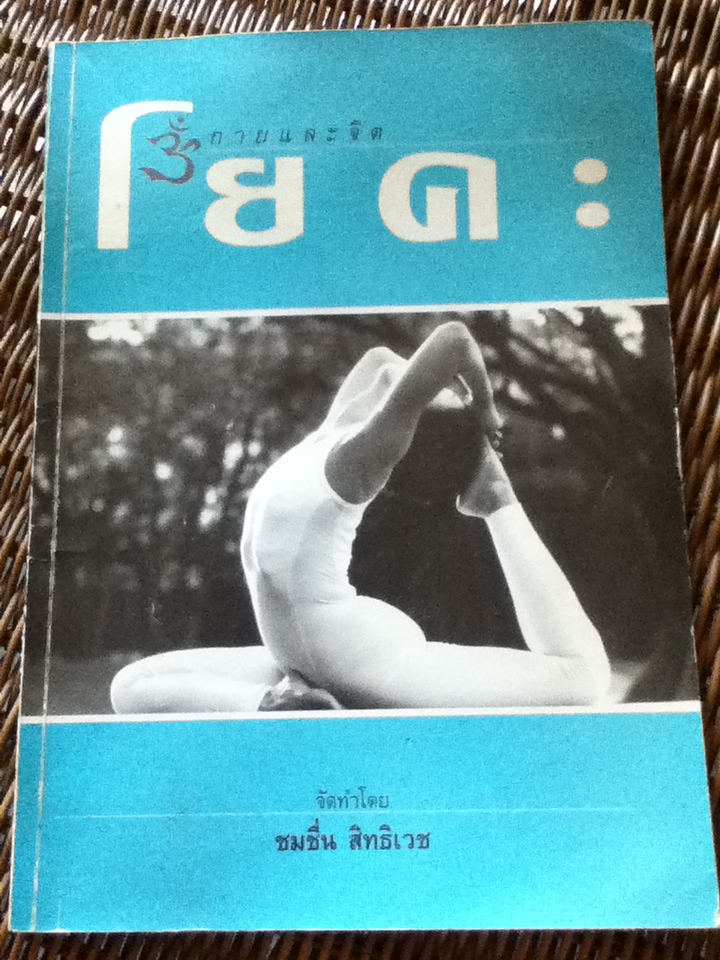 กายและจิต
โยคะ
จัดทำโดย
ชมชื่น สิทธิเวช